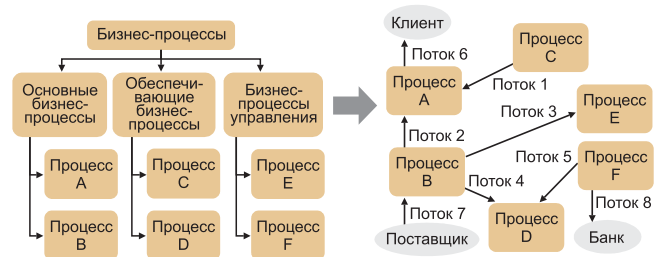 Бизнес-процессы
Основные
бизнес-
процессы
Обеспечи-
вающие
бизнес-
процессы
Бизнес-
процессы
управления
Процесс
A
Процесс
C
Процесс
E
Процесс
B
Процесс
D
Процесс
F
Клиент
Поток 6
Процесс
C
Процесс
A
Поток 1
Поток 2
Поток 3
Процесс
E
Процесс
B
Поток 4
Поток 5
Процесс
F
Поток 7
Поток 8
Процесс
D
Поставщик
Банк